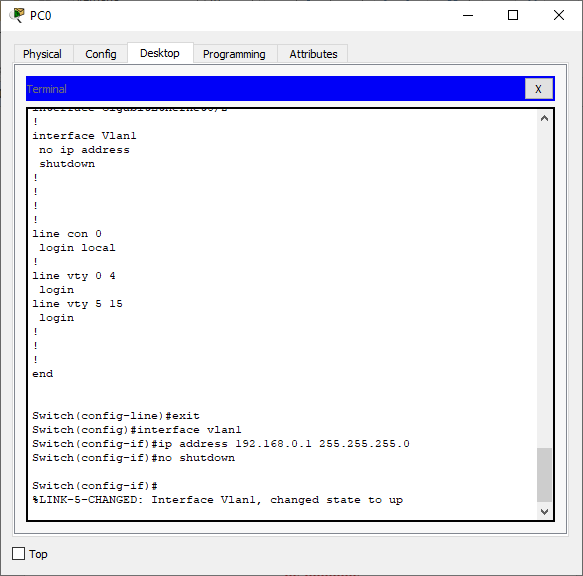 PC0
Physical Config Desktop Programming Attributes
Terminal X
!
interface Vlan1
no ip address
shutdown
!
!
!
!
line con 0
login local
!
line vty 0 4
login
line vty 5 15
login
!
!
!
end
Switch(config-line)#exit
Switch(config)#interface vlan1
Switch(config-if)#ip address 192.168.0.1 255.255.255.0
Switch(config-if)#no shutdown
Switch(config-if)#
%LINK-5-CHANGED: Interface Vlan1, changed state to up
Top